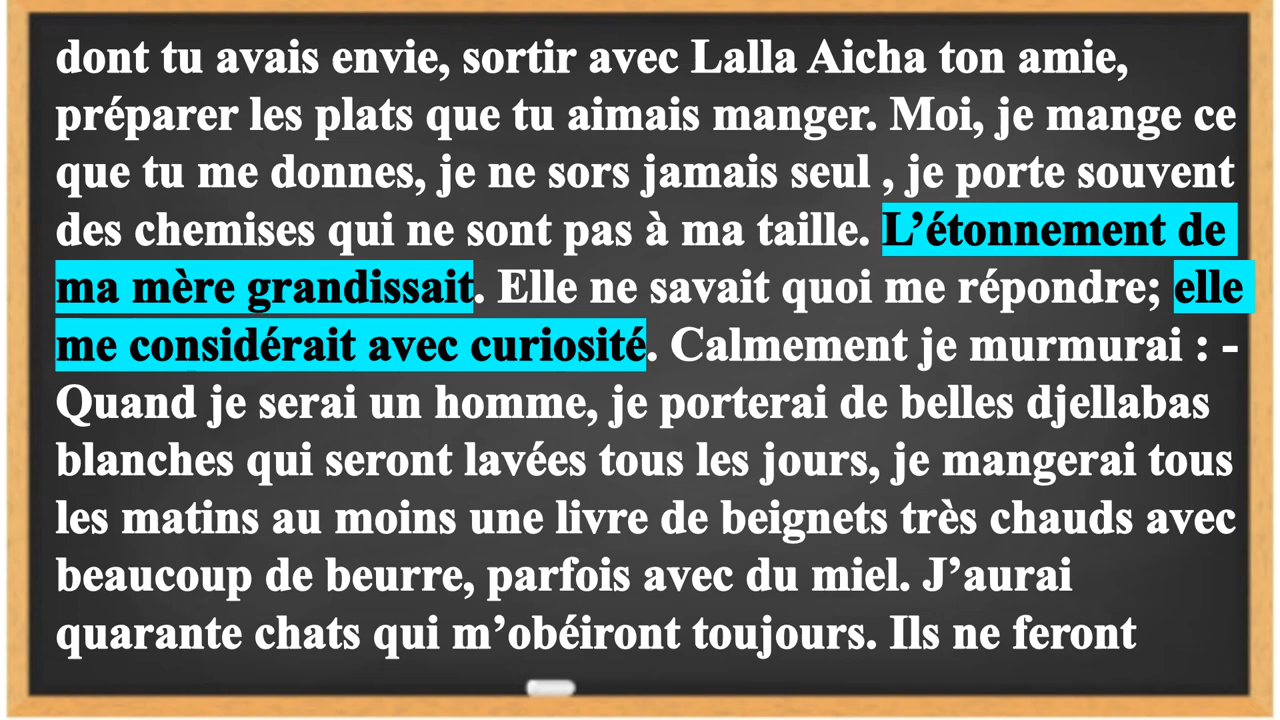 dont tu avais envie, sortir avec Lalla Aicha ton amie,
préparer les plats que tu aimais manger. Moi, je mange ce
que tu me donnes, je ne sors jamais seul , je porte souvent
des chemises qui ne sont pas à ma taille. L’étonnement de
ma mère grandissait. Elle ne savait quoi me répondre; elle
me considérait avec curiosité. Calmement je murmurai : -
Quand je serai un homme, je porterai de belles djellabas
blanches qui seront lavées tous les jours, je mangerai tous
les matins au moins une livre de beignets très chauds avec
beaucoup de beurre, parfois avec du miel. J’aurai
quarante chats qui m’obéiront toujours. Ils ne feront